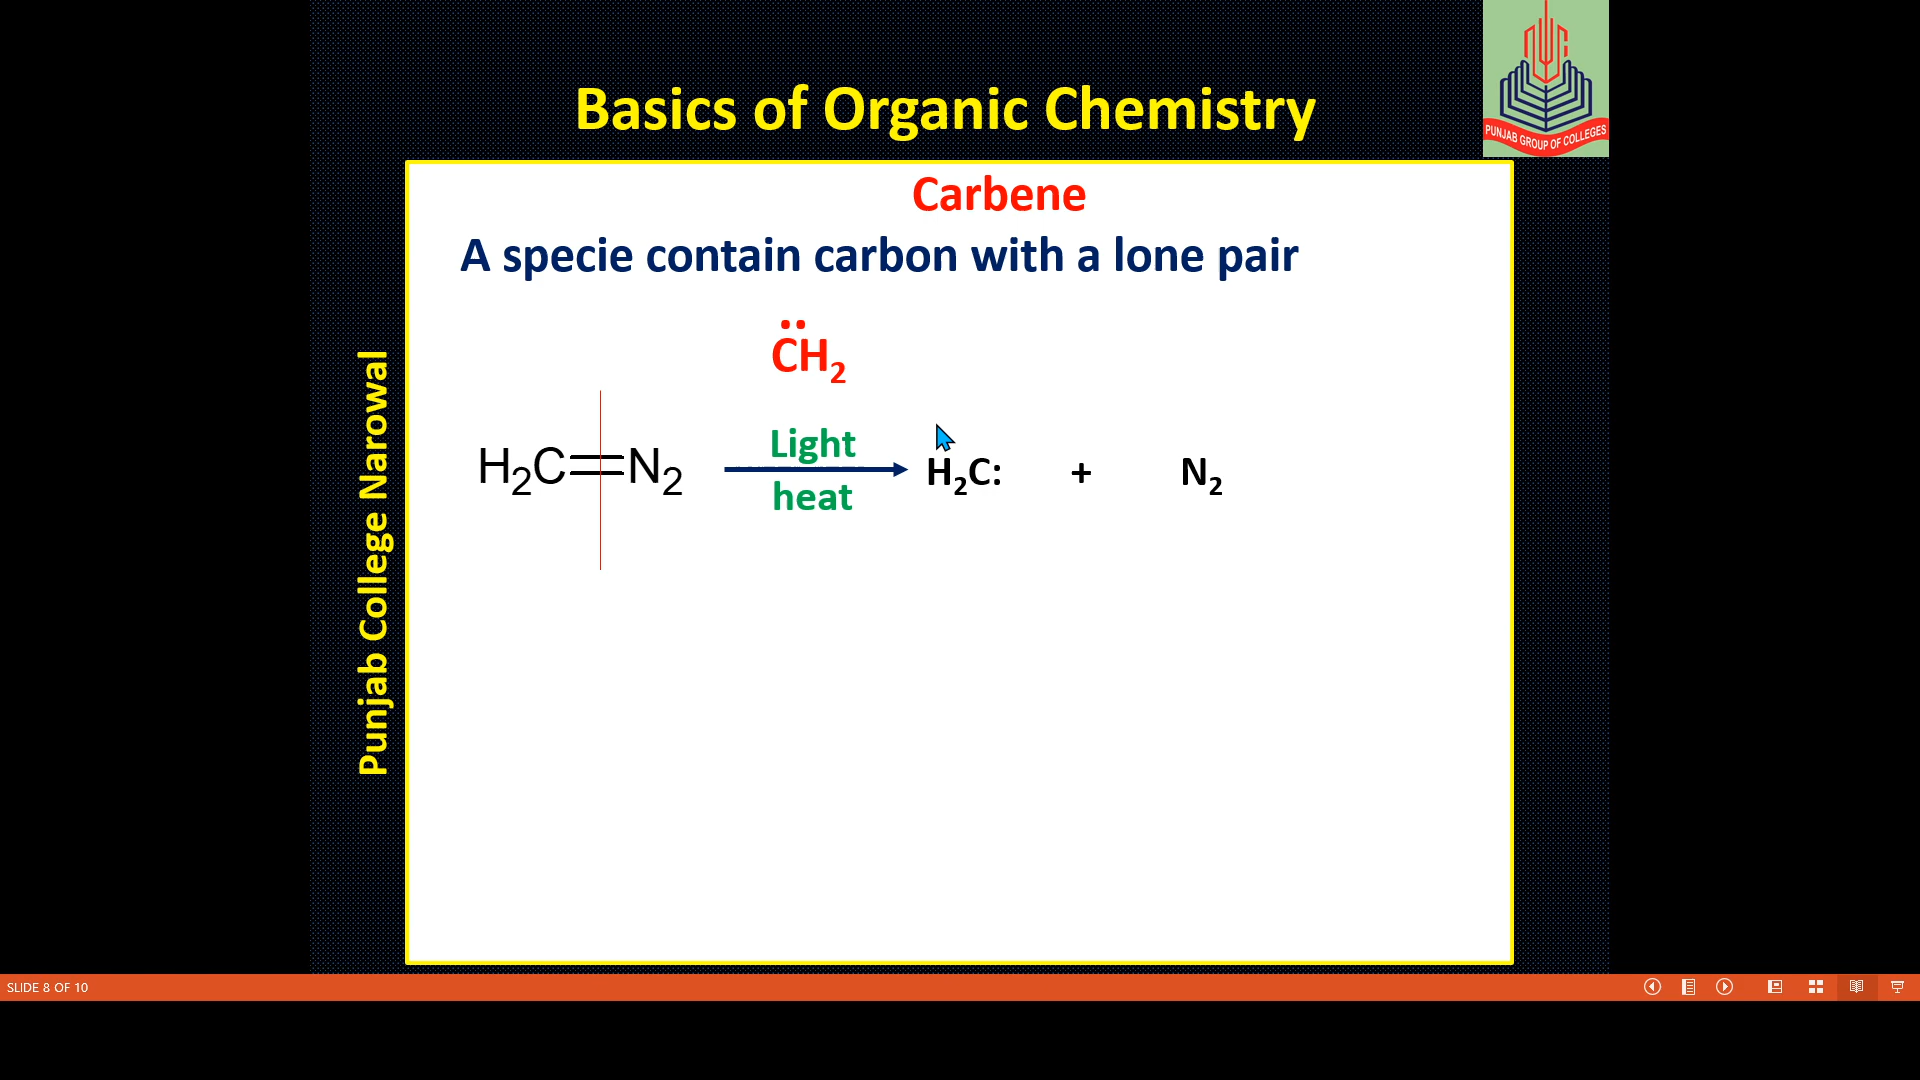 Basics of Organic Chemistry
PUNJAB GROUP OF COLLEGES
Punjab College Narowal
Carbene
A specie contain carbon with a lone pair
C̈H₂
H₂C=N₂ Light heat H₂C: + N₂
SLIDE 8 OF 10